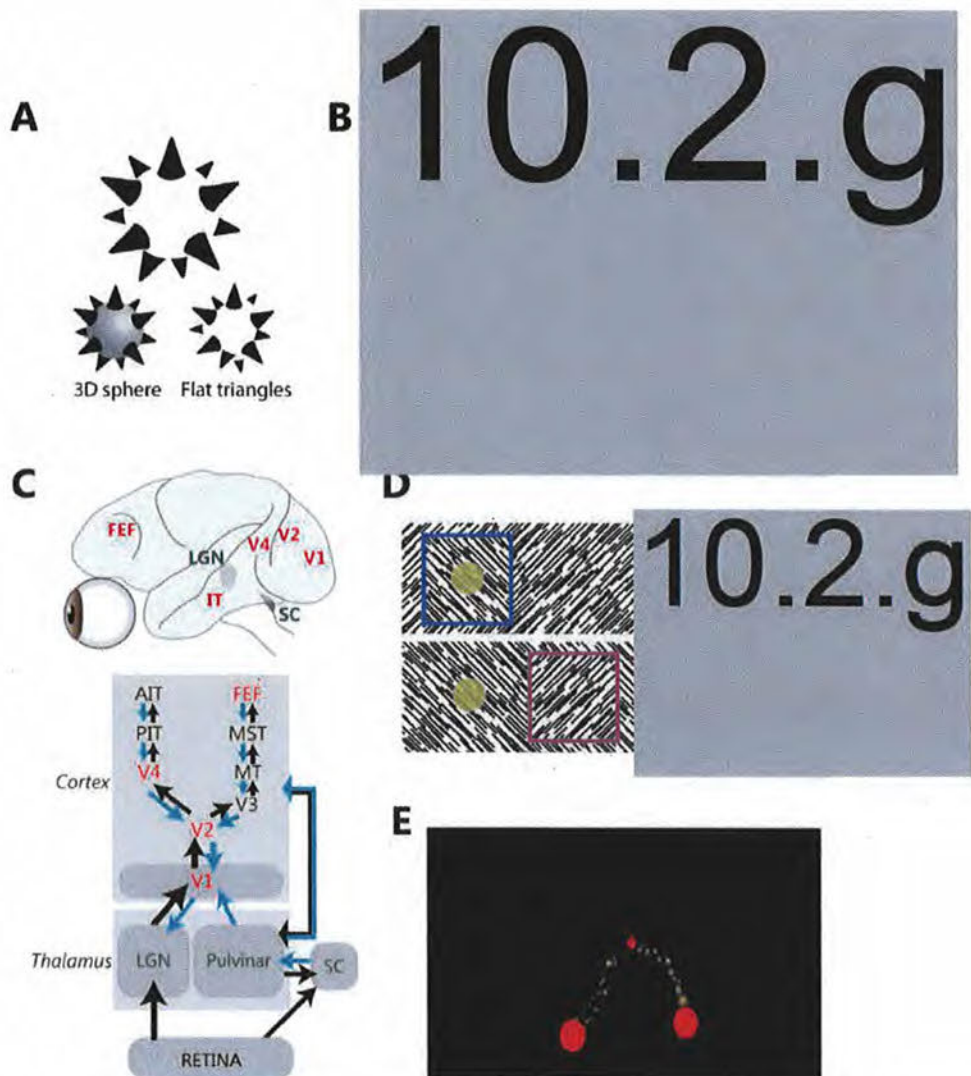 A
B
10.2.g
3D sphere
Flat triangles
C
FEF
LGN
V4
V2
V1
IT
SC
D
10.2.g
AIT
FEF
PIT
MST
V4
MT
V3
Cortex
V2
V1
Thalamus
LGN
Pulvinar
SC
RETINA
E